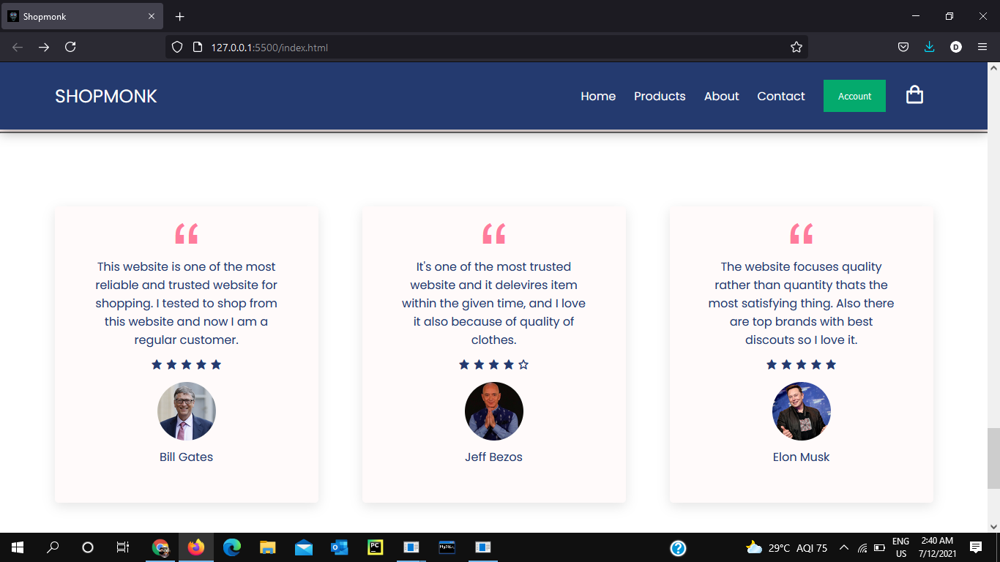 Shopmonk
127.0.0.1:5500/index.html
D
SHOPMONK
Home Products About Contact Account
“ “ “
This website is one of the most
reliable and trusted website for
shopping. I tested to shop from
this website and now I am a
regular customer.
Bill Gates
It's one of the most trusted
website and it delevires item
within the given time, and I love
it also because of quality of
clothes.
Jeff Bezos
The website focuses quality
rather than quantity thats the
most satisfying thing. Also there
are top brands with best
discouts so I love it.
Elon Musk
PC
MySQL
?
29°C AQI 75
ENG
US
2:40 AM
7/12/2021